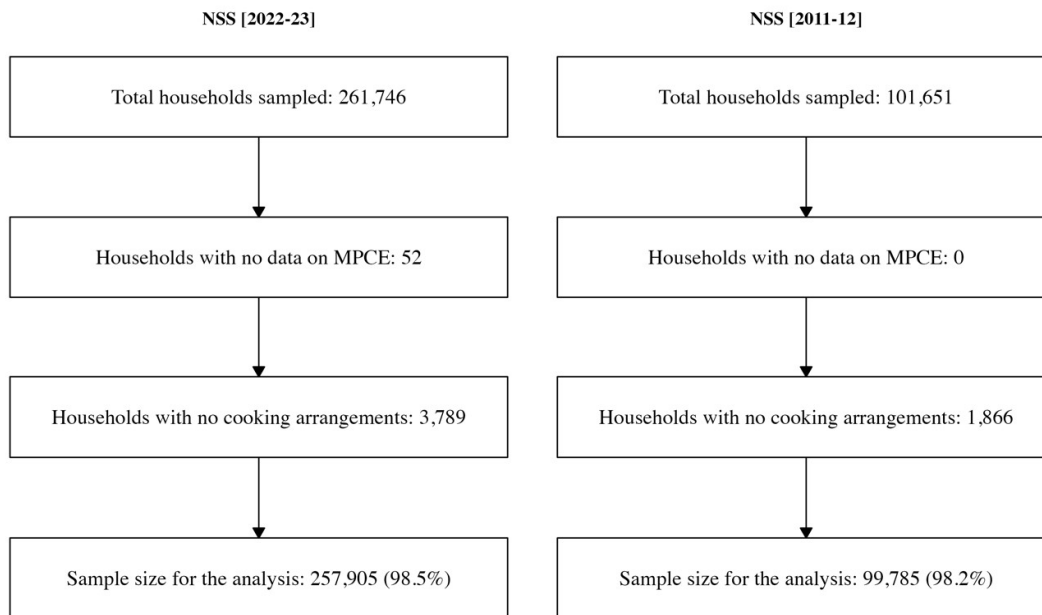 NSS [2022-23]
Total households sampled: 261,746
Households with no data on MPCE: 52
Households with no cooking arrangements: 3,789
Sample size for the analysis: 257,905 (98.5%)
NSS [2011-12]
Total households sampled: 101,651
Households with no data on MPCE: 0
Households with no cooking arrangements: 1,866
Sample size for the analysis: 99,785 (98.2%)